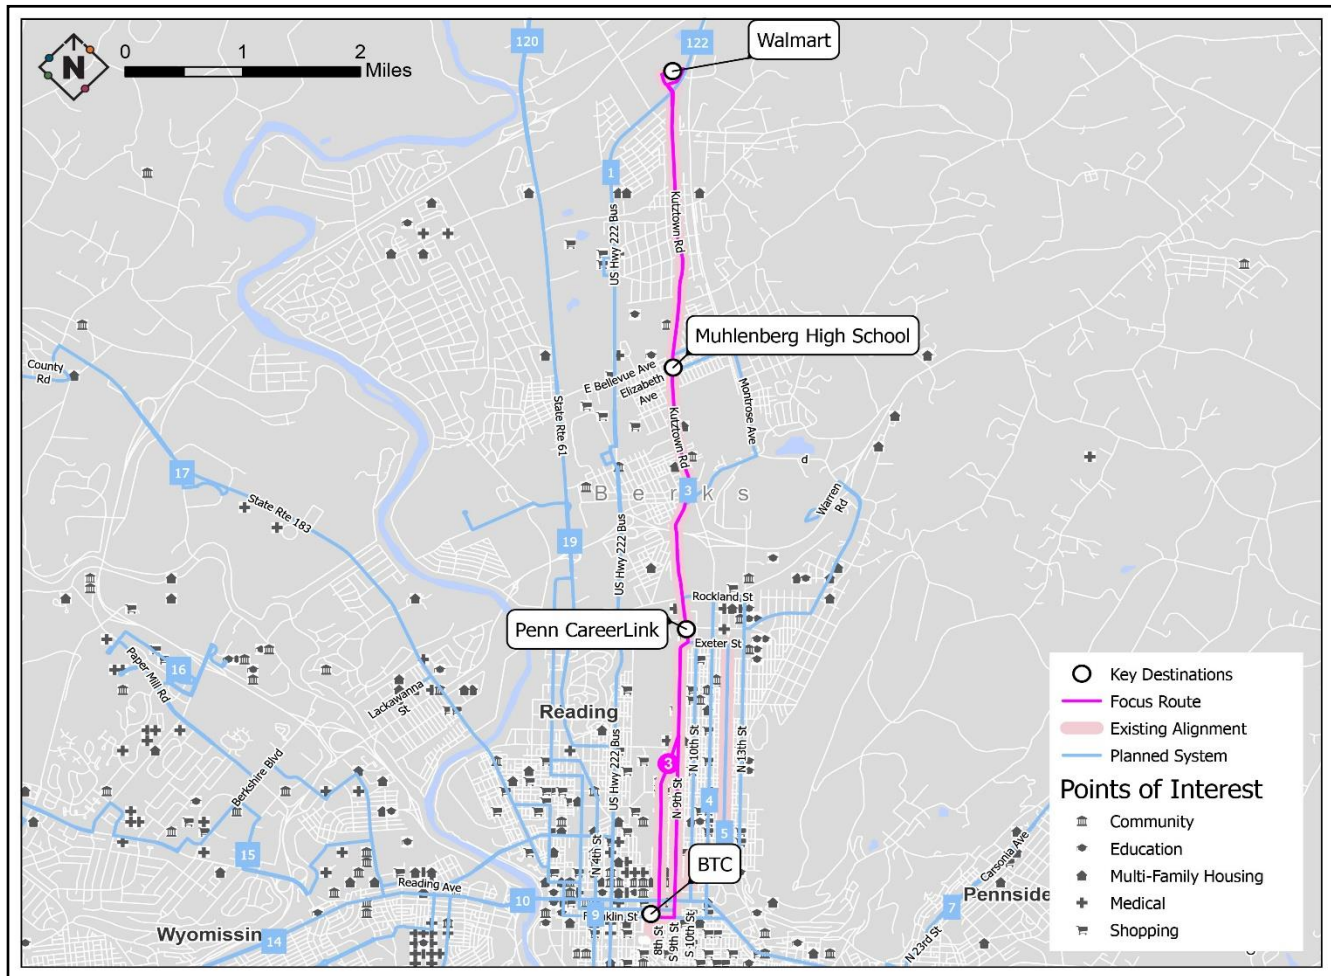 N
0 1 2
Miles
120
122
Walmart
1
Kutztown Rd
US Hwy 222 Bus
Muhlenberg High School
E Bellevue Ave
Elizabeth
Ave
Montrose Ave
County
Rd
State Rte 61
Kutztown Rd
d
17
State Rte 183
3
Berks
Warren
Rd
19
US Hwy 222 Bus
Rockland St
Penn CareerLink
Exeter St
16
Paper Mill Rd
Lackawanna
St
Reading
N 10th St
N 13th St
3
Berkshire Blvd
US Hwy 222 Bus
N 9th St
4
5
N 4th St
15
BTC
Reading Ave
10
9
Franklin St
8th St
S 9th St
S 10th St
Wyomissin
14
Carsonia Ave
Pennside
7
N 23rd St
g
Key Destinations
Focus Route
Existing Alignment
Planned System
Points of Interest
Community
Education
Multi-Family Housing
Medical
Shopping